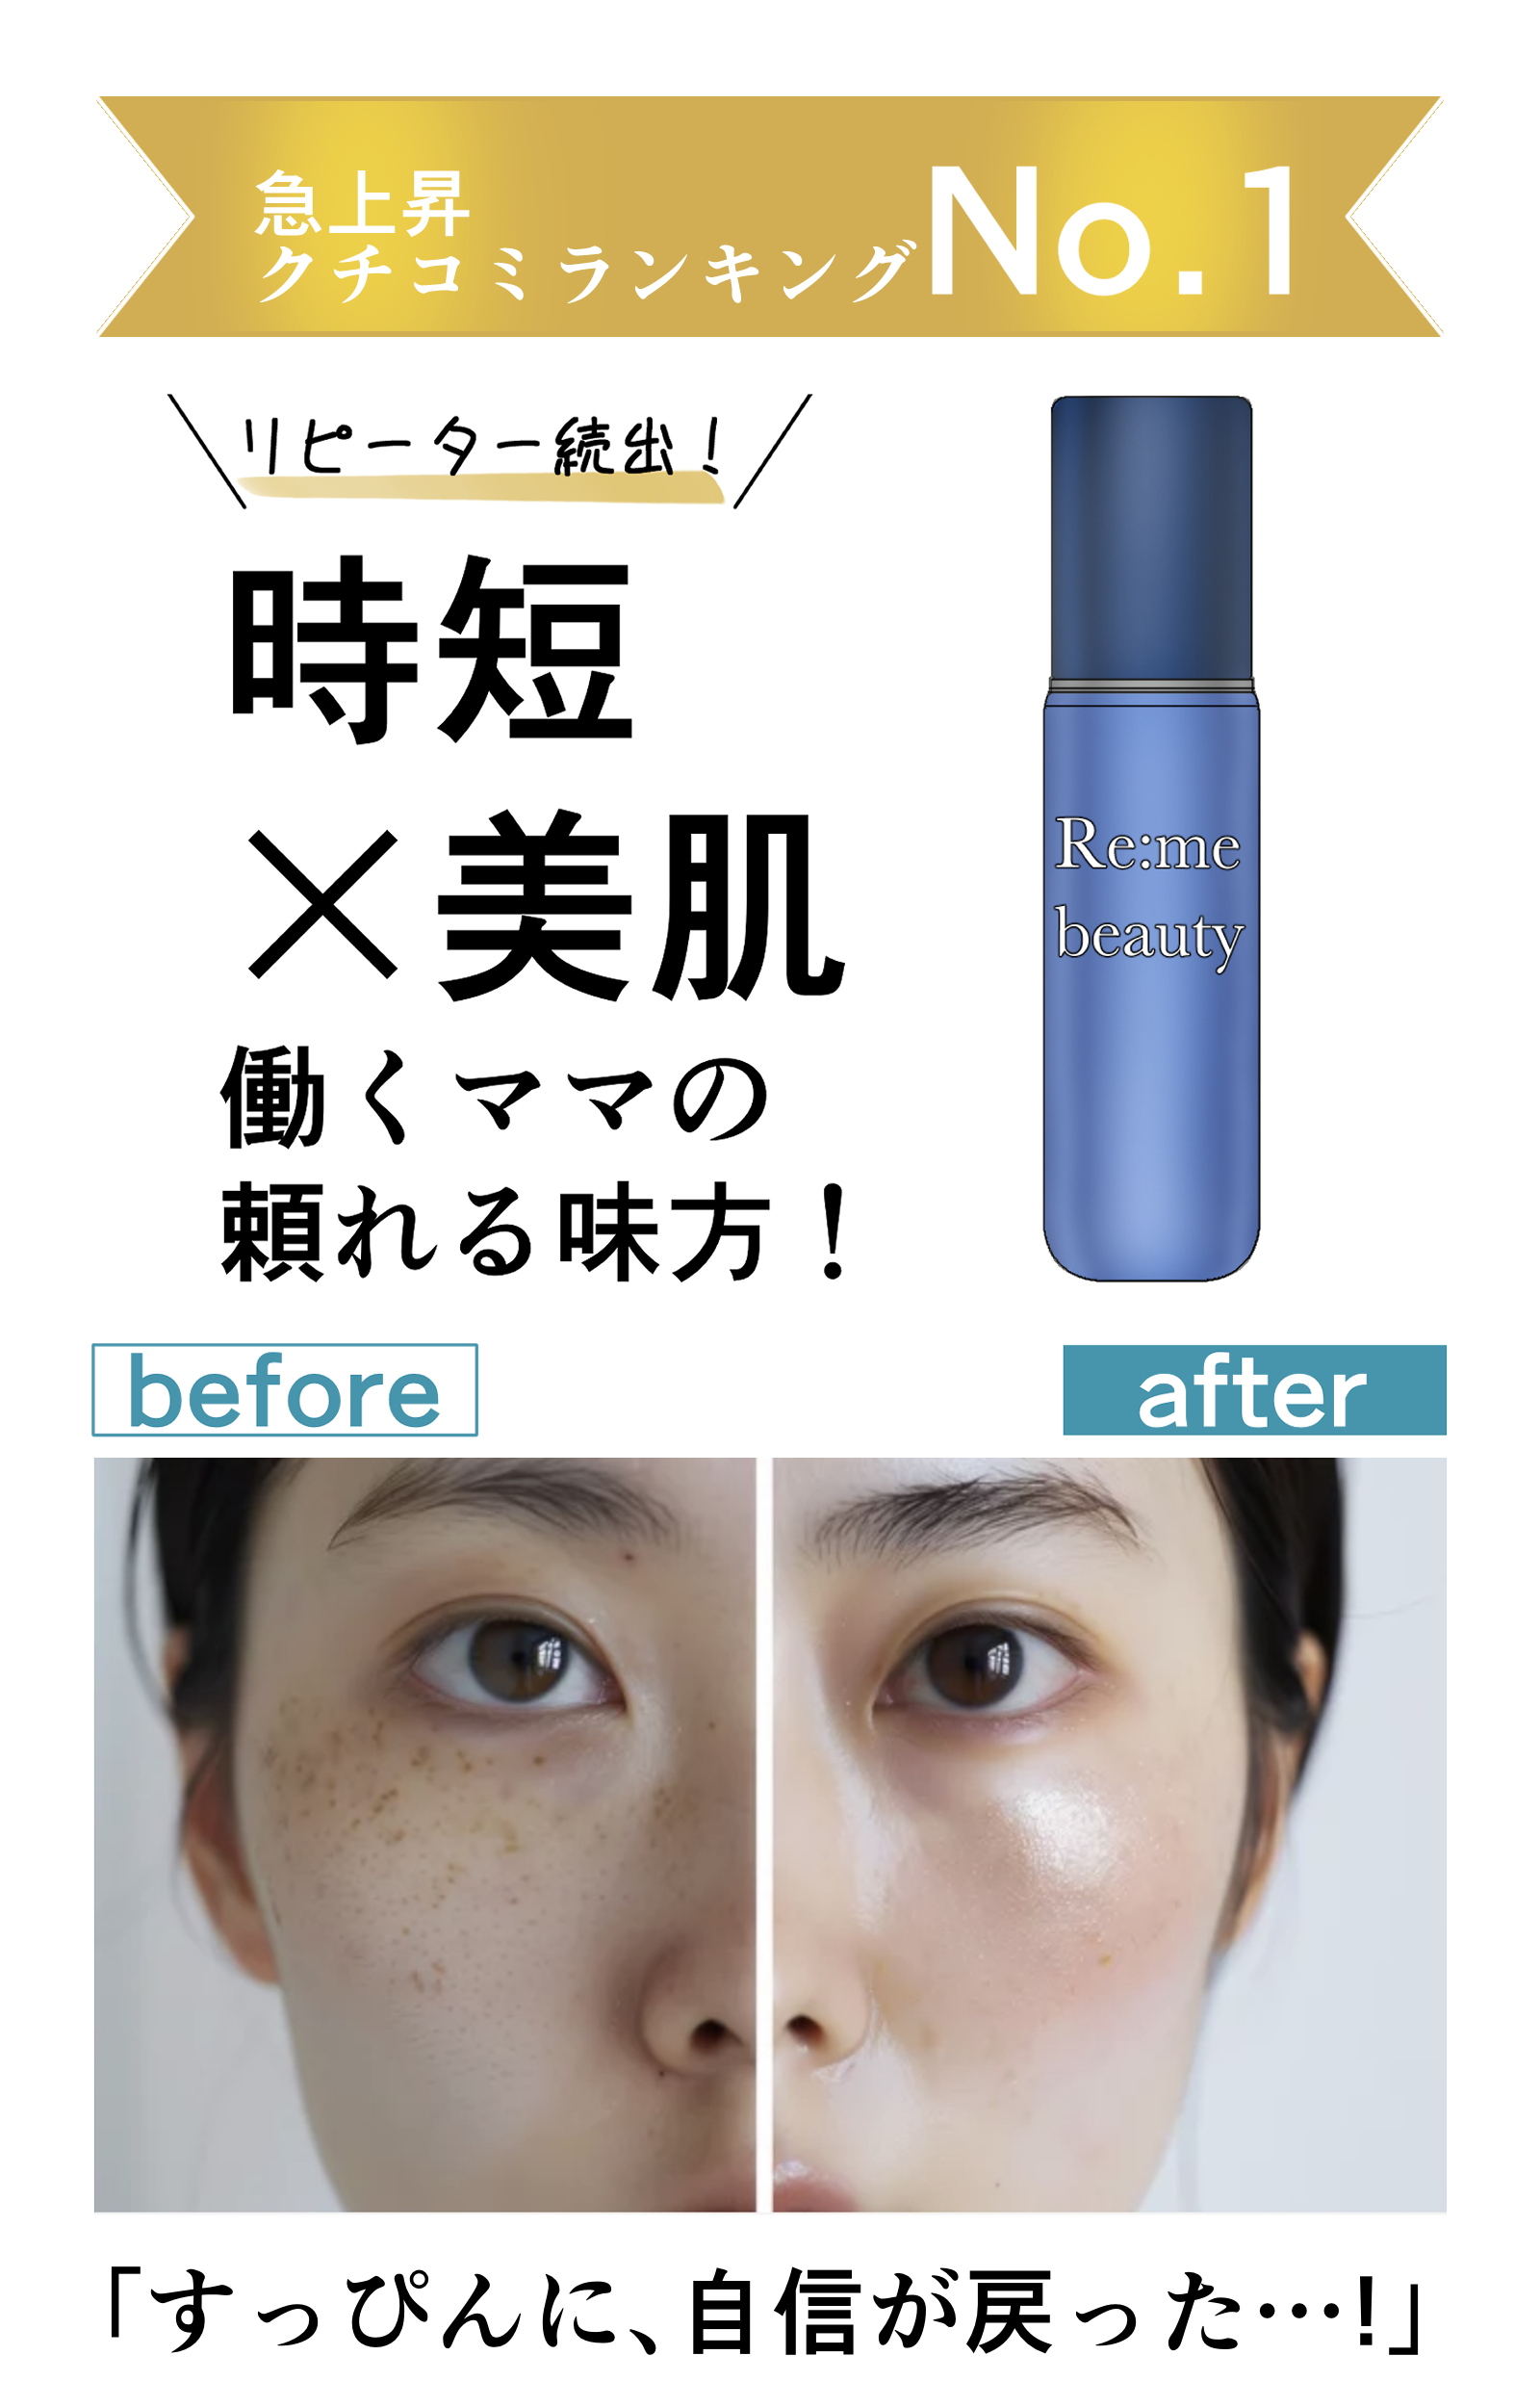 急上昇
クチコミランキングNo.1
リピーター続出！
時短
×美肌
働くママの
頼れる味方！
Re:me
beauty
before
after
「すっぴんに、自信が戻った…!」